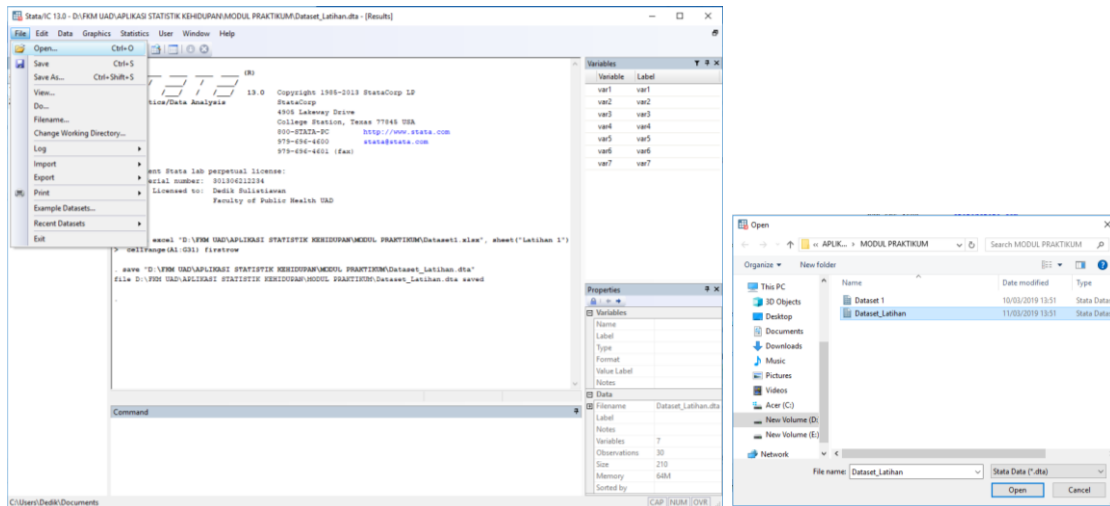 Stata/IC 13.0 - D:\FKM UAD\APLIKASI STATISTIK KEHIDUPAN\MODUL PRAKTIKUM\Dataset_Latihan.dta - [Results]
File Edit Data Graphics Statistics User Window Help
Open... Ctrl+O
Save Ctrl+S
Save As... Ctrl+Shift+S
View...
Do...
Filename...
Change Working Directory...
Log
Import
Export
Print
Example Datasets...
Recent Datasets
Exit
(R)
13.0 Copyright 1985-2013 StataCorp LP
tics/Data Analysis StataCorp
4905 Lakeway Drive
College Station, Texas 77845 USA
800-STATA-PC http://www.stata.com
979-696-4600 stata@stata.com
979-696-4601 (fax)
ent Stata lab perpetual license:
erial number: 301306212234
Licensed to: Dedik Sulistiawan
Faculty of Public Health UAD
excel "D:\FKM UAD\APLIKASI STATISTIK KEHIDUPAN\MODUL PRAKTIKUM\Dataset1.xlsx", sheet("Latihan 1")
> cellrange(A1:G31) firstrow
. save "D:\FKM UAD\APLIKASI STATISTIK KEHIDUPAN\MODUL PRAKTIKUM\Dataset_Latihan.dta"
file D:\FKM UAD\APLIKASI STATISTIK KEHIDUPAN\MODUL PRAKTIKUM\Dataset_Latihan.dta saved
.
Command
C:\Users\Dedik\Documents
CAP NUM OVR
Variables
Variable Label
var1 var1
var2 var2
var3 var3
var4 var4
var5 var5
var6 var6
var7 var7
Properties
Variables
Name
Label
Type
Format
Value Label
Notes
Data
Filename Dataset_Latihan.dta
Label
Notes
Variables 7
Observations 30
Size 210
Memory 64M
Sorted by
Open
« APLIK... > MODUL PRAKTIKUM
Search MODUL PRAKTIKUM
Organize New folder
This PC
3D Objects
Desktop
Documents
Downloads
Music
Pictures
Videos
Acer (C:)
New Volume (D:
New Volume (E:)
Network
Name Date modified Type
Dataset 1 10/03/2019 13:51 Stata Data
Dataset_Latihan 11/03/2019 13:51 Stata Data
File name: Dataset_Latihan
Stata Data (*.dta)
Open Cancel